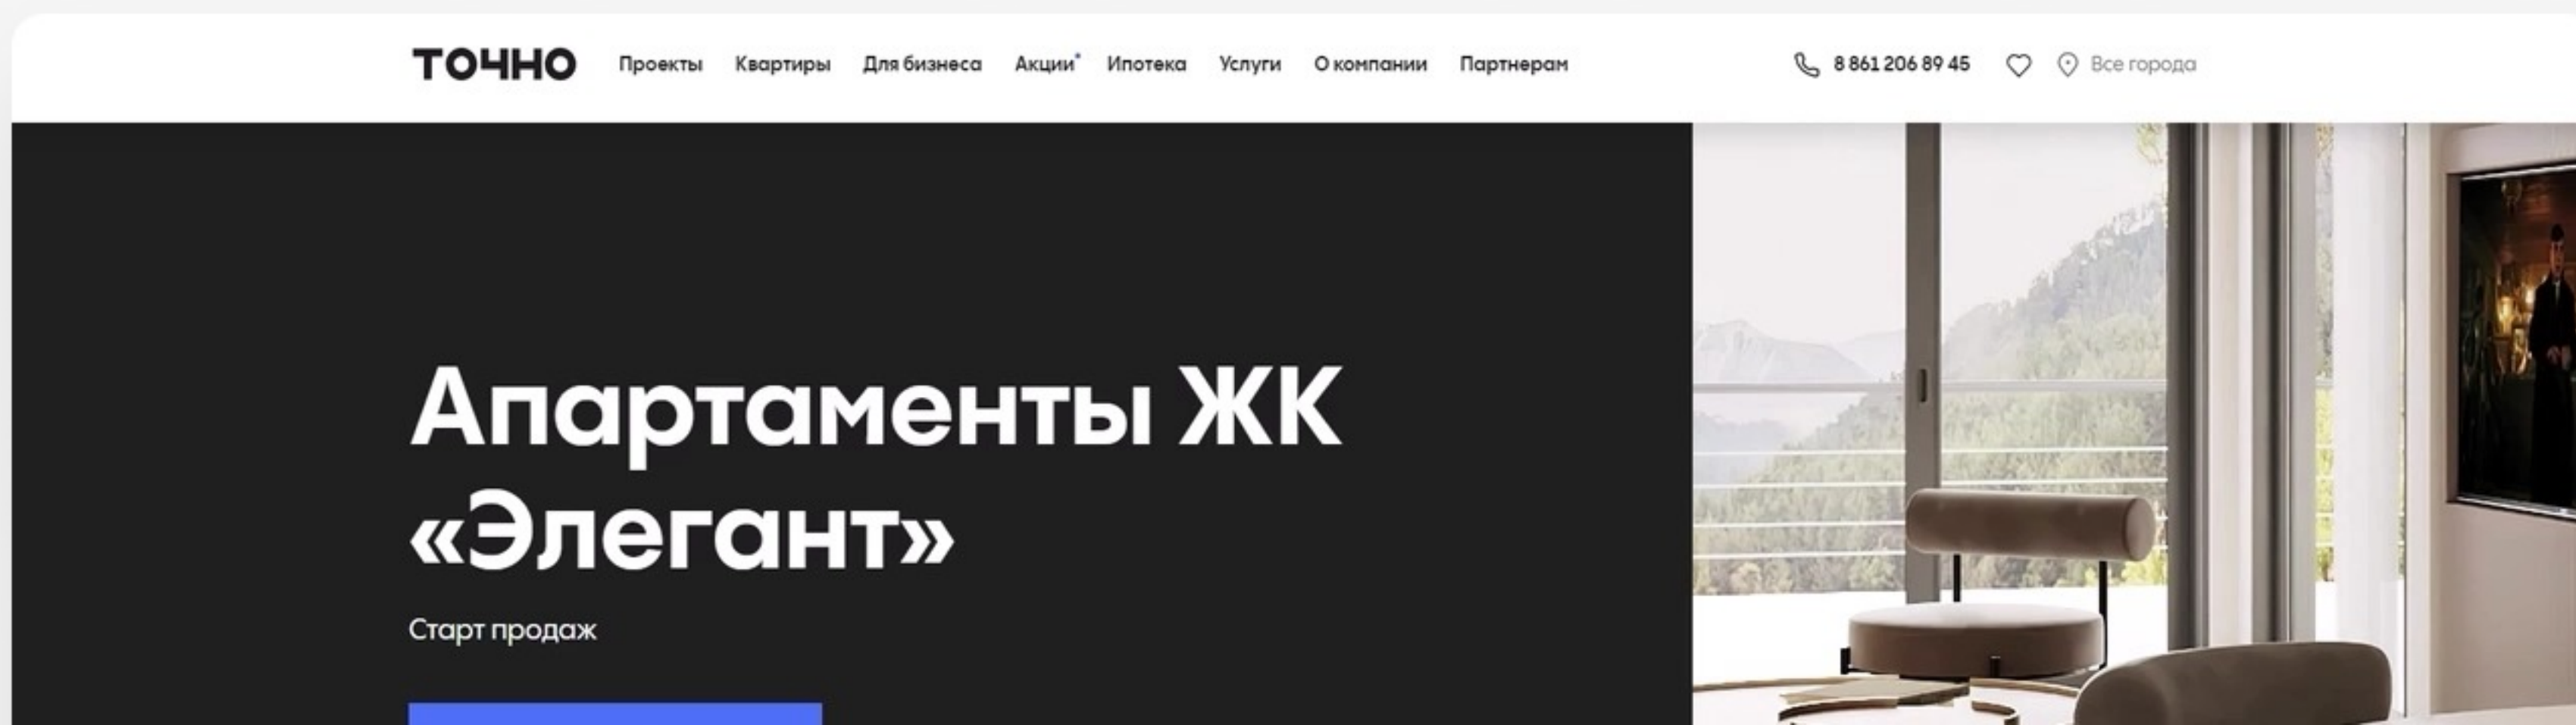 ТОЧНО Проекты Квартиры Для бизнеса Акции Ипотека Услуги О компании Партнерам 8 861 206 89 45 Все города
Апартаменты ЖК
«Элегант»
Старт продаж